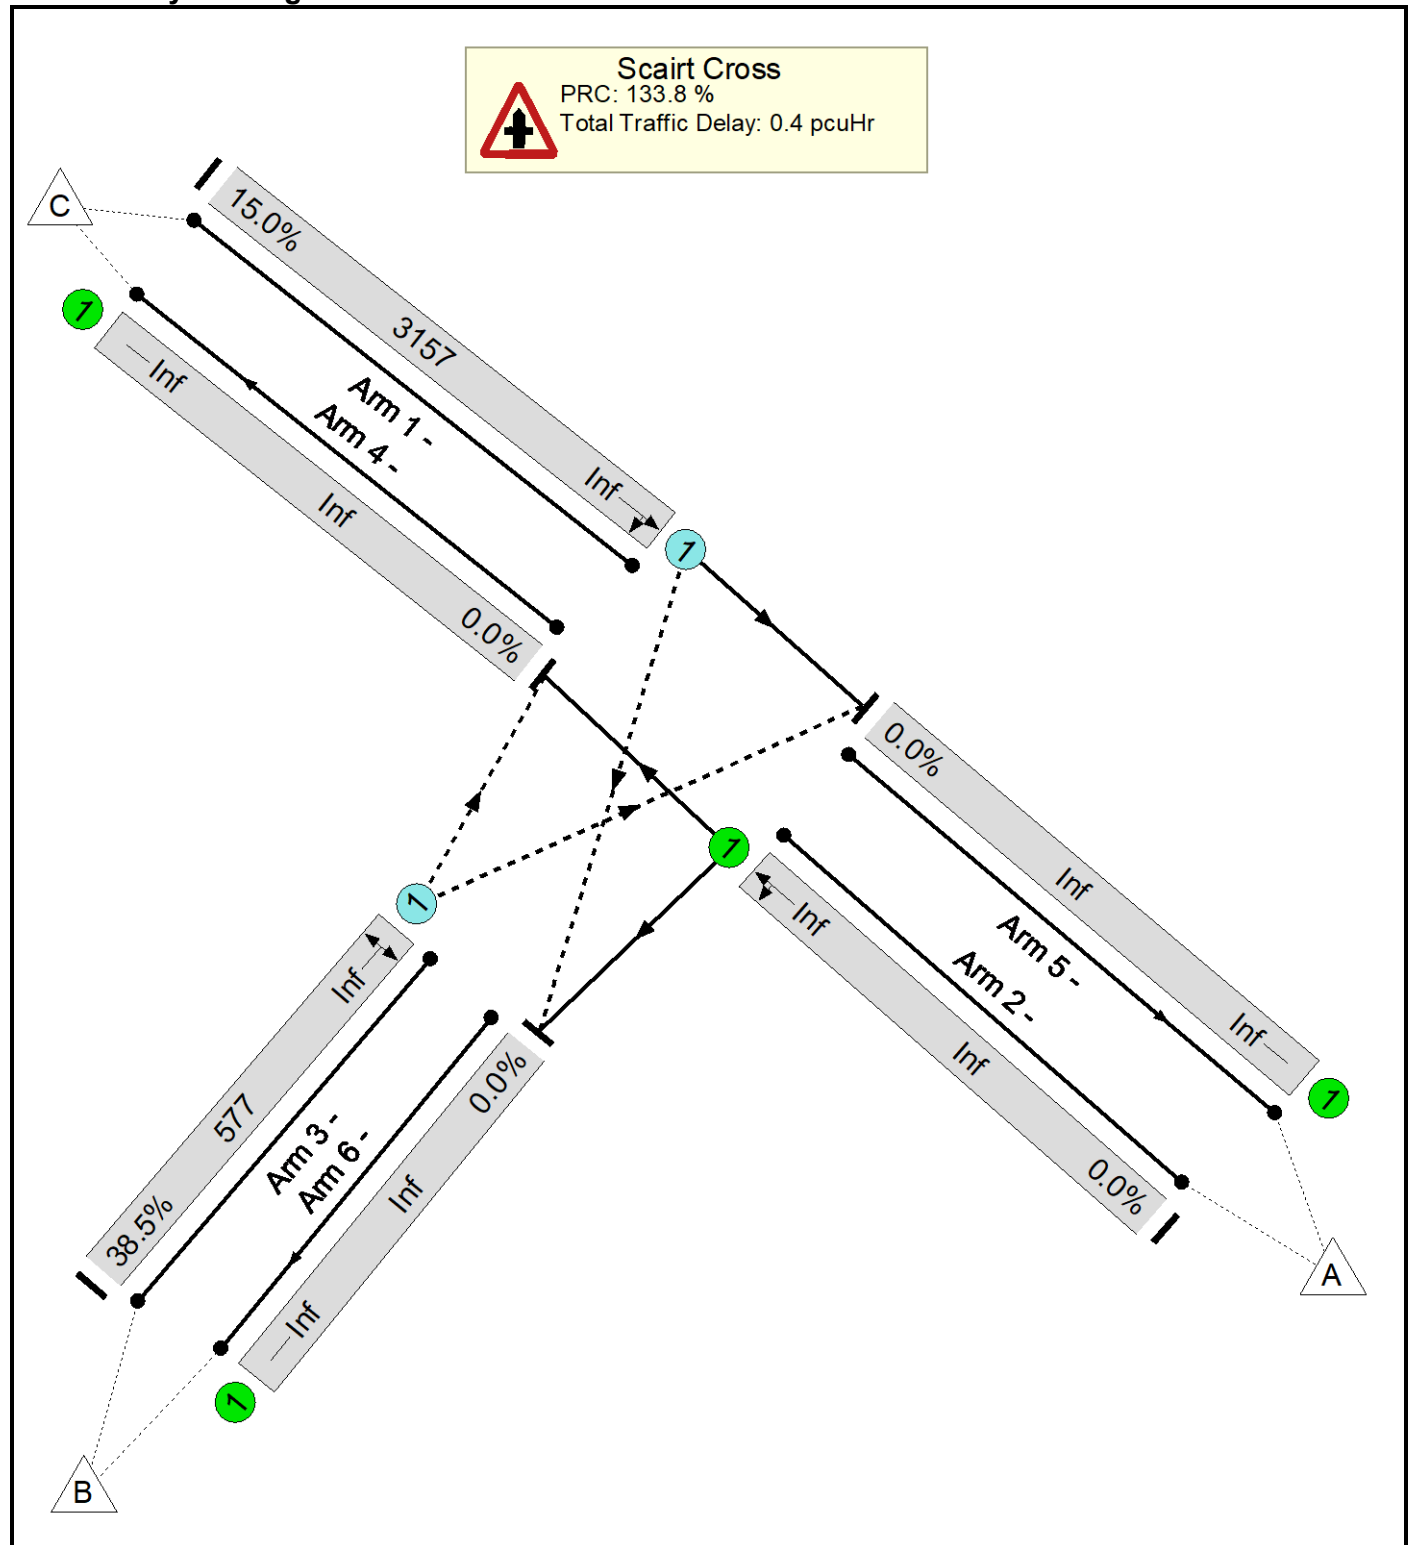 Scairt Cross
PRC: 133.8 %
Total Traffic Delay: 0.4 pcuHr
C
15.0%
3157
Inf
1
1
Inf
Inf
0.0%
Arm 1 -
Arm 4 -
1
0.0%
Inf
Inf
1
Arm 5 -
Arm 2 -
1
Inf
Inf
0.0%
A
1
Inf
577
38.5%
Arm 3 -
Arm 6 -
0.0%
Inf
Inf
1
B